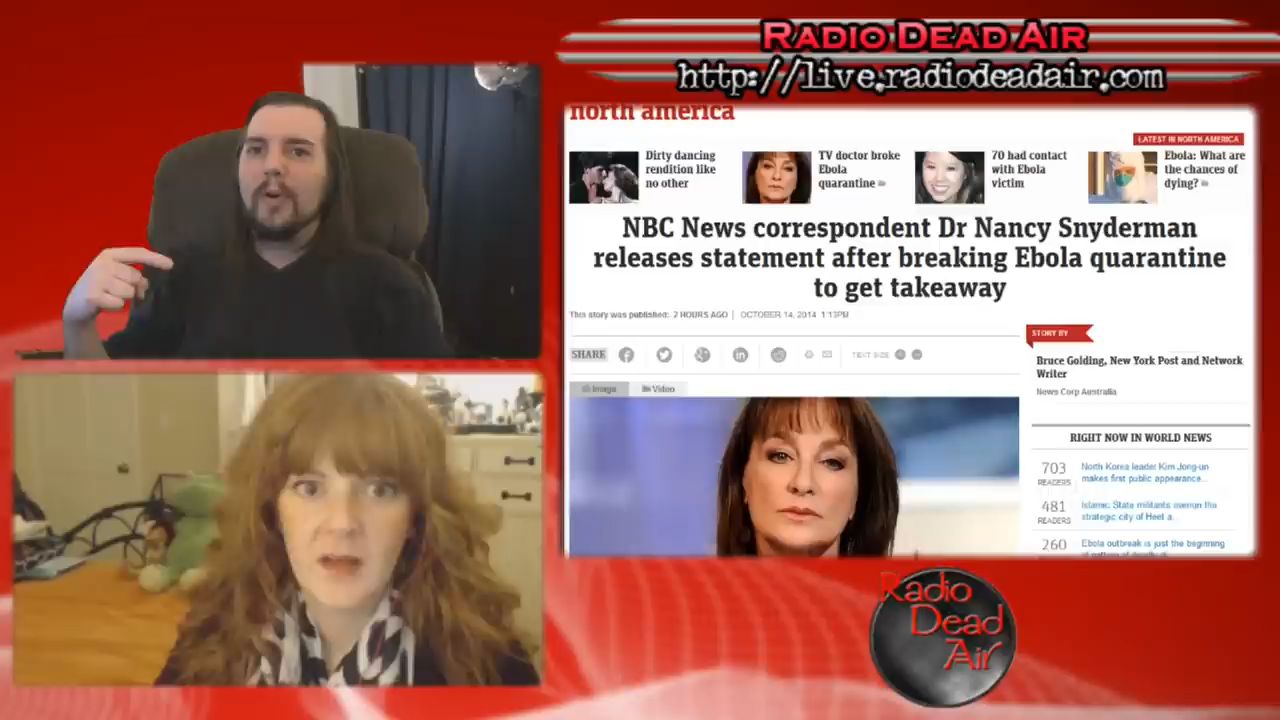 RADIO DEAD AIR
http://live.radiodeadair.com
north america
LATEST IN NORTH AMERICA
Dirty dancing
rendition like
no other
TV doctor broke
Ebola
quarantine
70 had contact
with Ebola
victim
Ebola: What are
the chances of
dying?
NBC News correspondent Dr Nancy Snyderman
releases statement after breaking Ebola quarantine
to get takeaway
This story was published: 2 HOURS AGO | OCTOBER 14, 2014 1:13PM
STORY BY
Bruce Golding, New York Post and Network
Writer
News Corp Australia
SHARE
TEXT SIZE
Image
Video
RIGHT NOW IN WORLD NEWS
703
READERS
North Korea leader Kim Jong-un
makes first public appearance...
481
READERS
Islamic State militants overrun the
strategic city of Heet a...
260
Ebola outbreak is just the beginning
Radio
Dead
Air